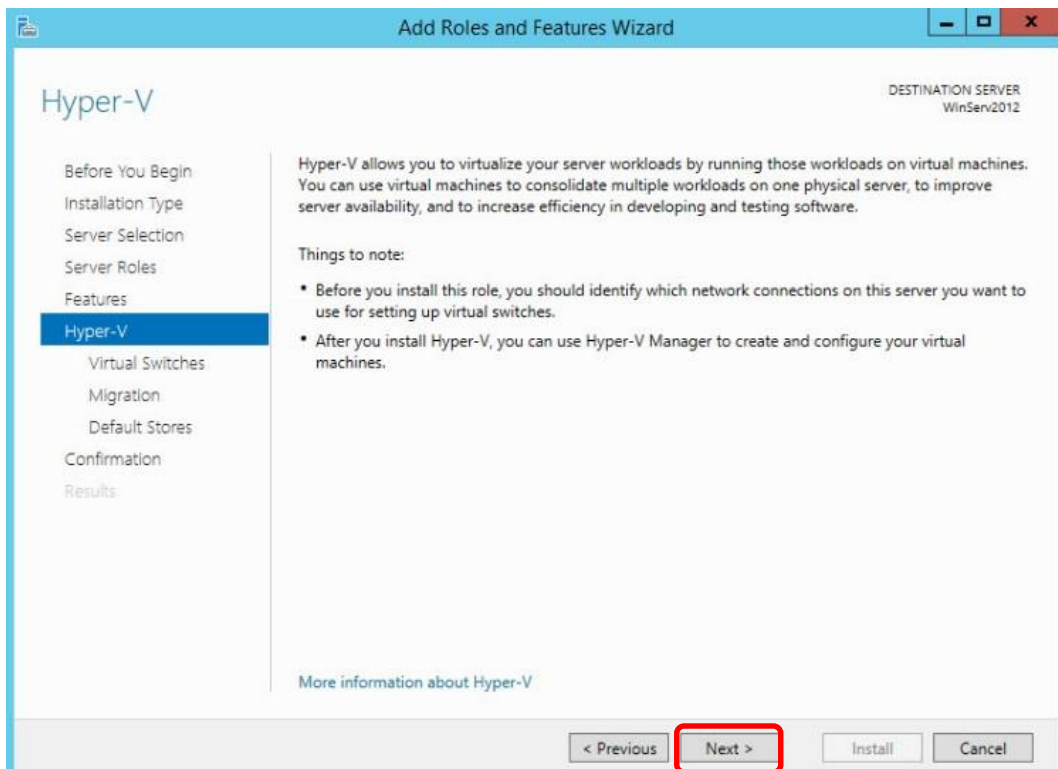 Add Roles and Features Wizard
Hyper-V
DESTINATION SERVER
WinServ2012
Before You Begin
Installation Type
Server Selection
Server Roles
Features
Hyper-V
Virtual Switches
Migration
Default Stores
Confirmation
Results
Hyper-V allows you to virtualize your server workloads by running those workloads on virtual machines.
You can use virtual machines to consolidate multiple workloads on one physical server, to improve
server availability, and to increase efficiency in developing and testing software.
Things to note:
• Before you install this role, you should identify which network connections on this server you want to
use for setting up virtual switches.
• After you install Hyper-V, you can use Hyper-V Manager to create and configure your virtual
machines.
More information about Hyper-V
< Previous
Next >
Install
Cancel